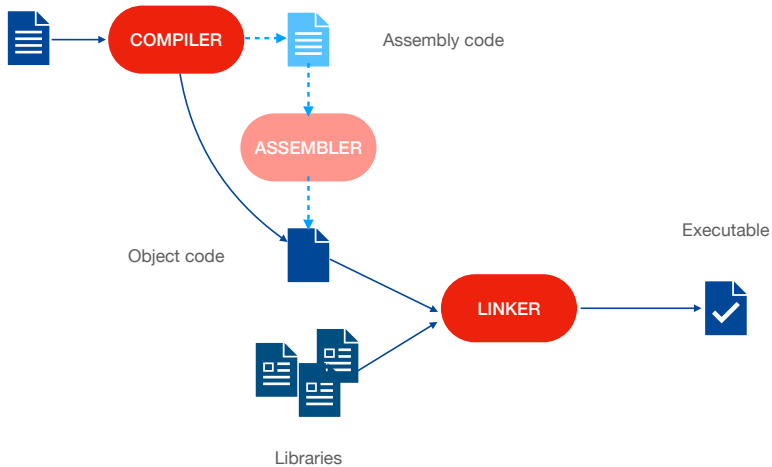 COMPILER
Assembly code
ASSEMBLER
Object code
Executable
LINKER
Libraries